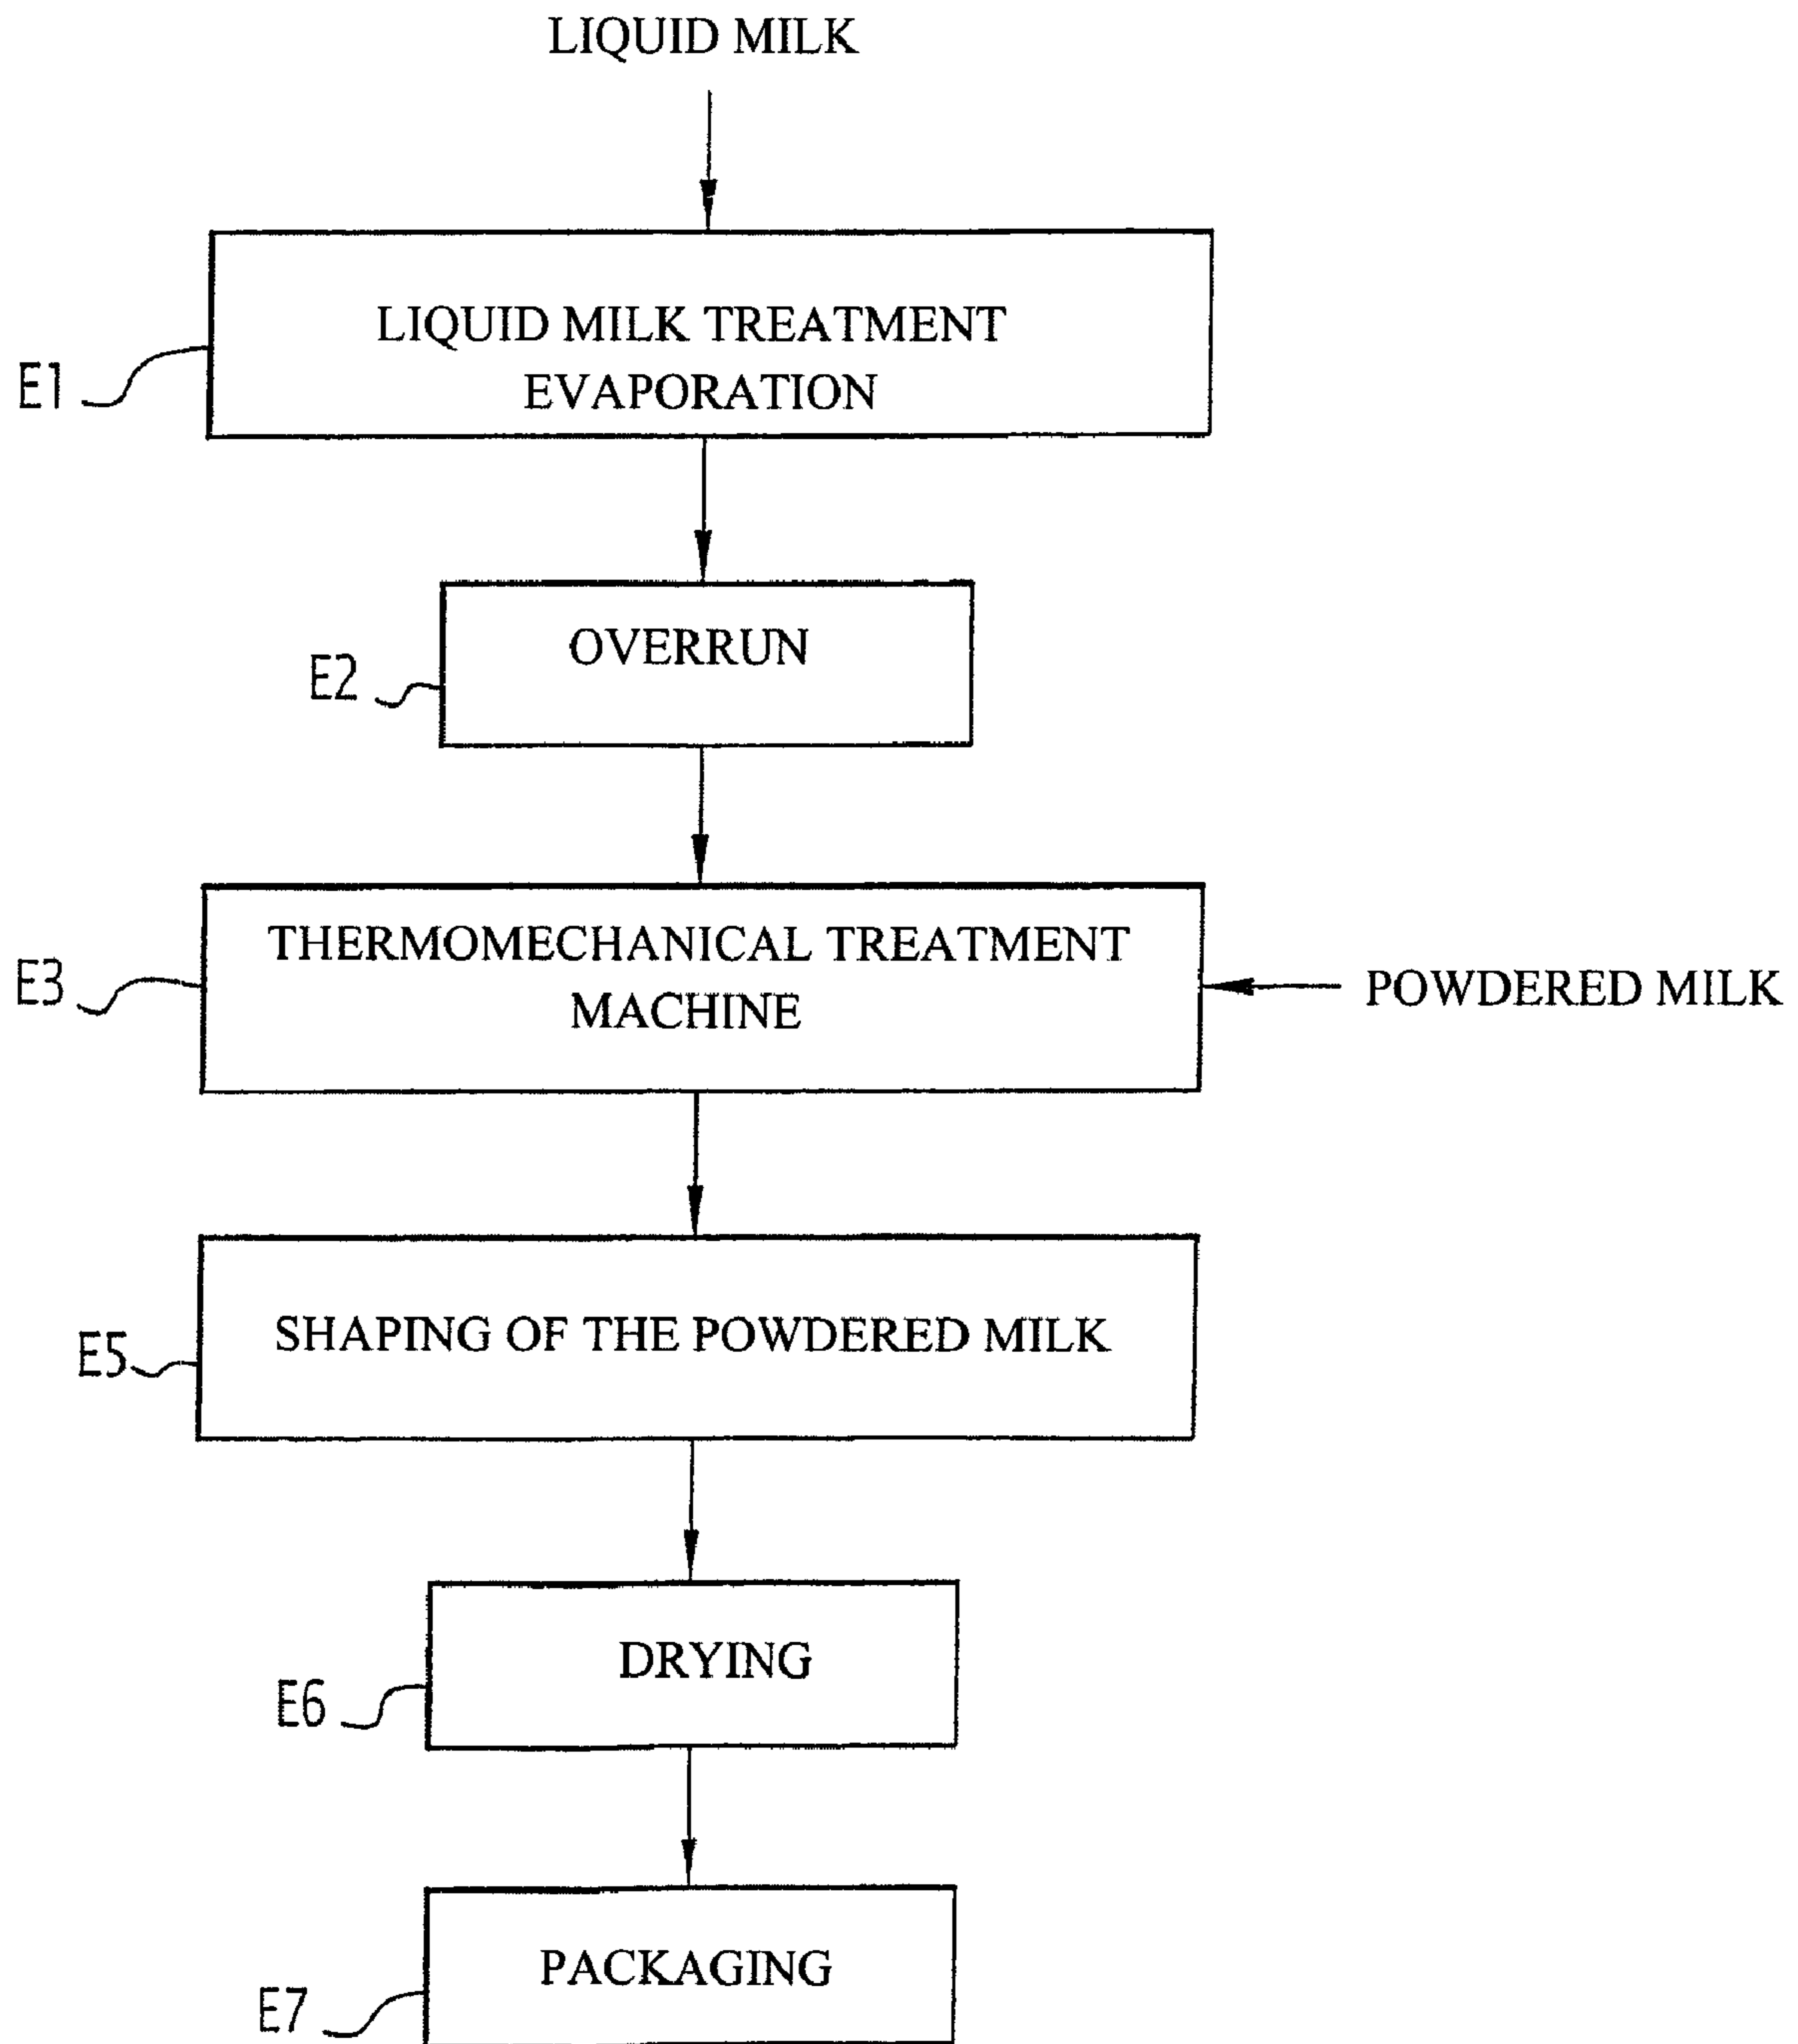 LIQUID MILK
LIQUID MILK TREATMENT
EVAPORATION
E1
OVERRUN
E2
THERMOMECHANICAL TREATMENT
MACHINE
E3
POWDERED MILK
SHAPING OF THE POWDERED MILK
E5
DRYING
E6
PACKAGING
E7